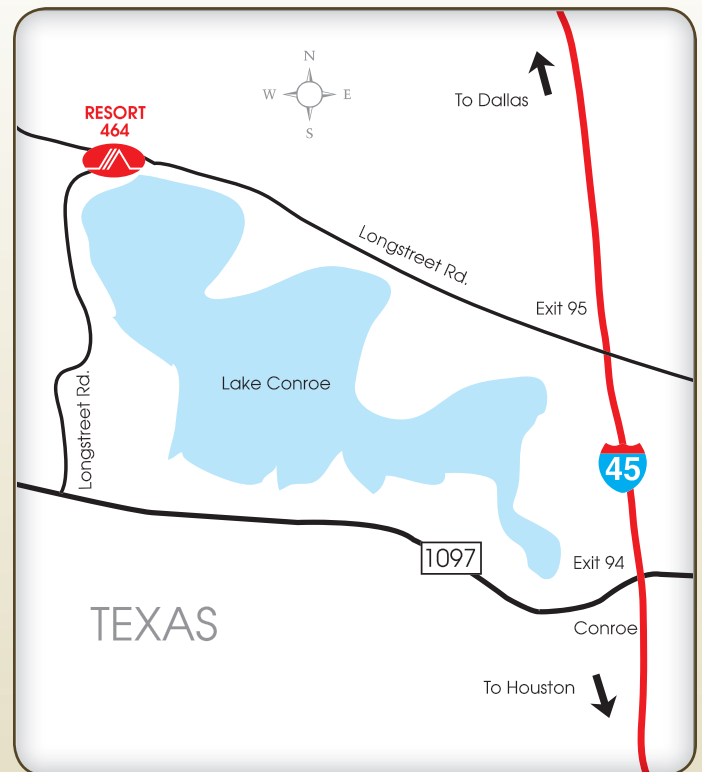 N
W E
S
To Dallas
RESORT
464
Longstreet Rd.
Exit 95
Lake Conroe
Longstreet Rd.
45
1097
Exit 94
TEXAS
Conroe
To Houston